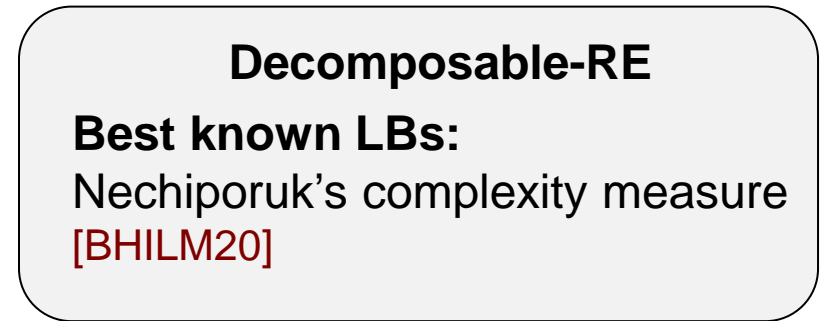 Decomposable-RE
Best known LBs:
Nechiporuk's complexity measure
[BHILM20]